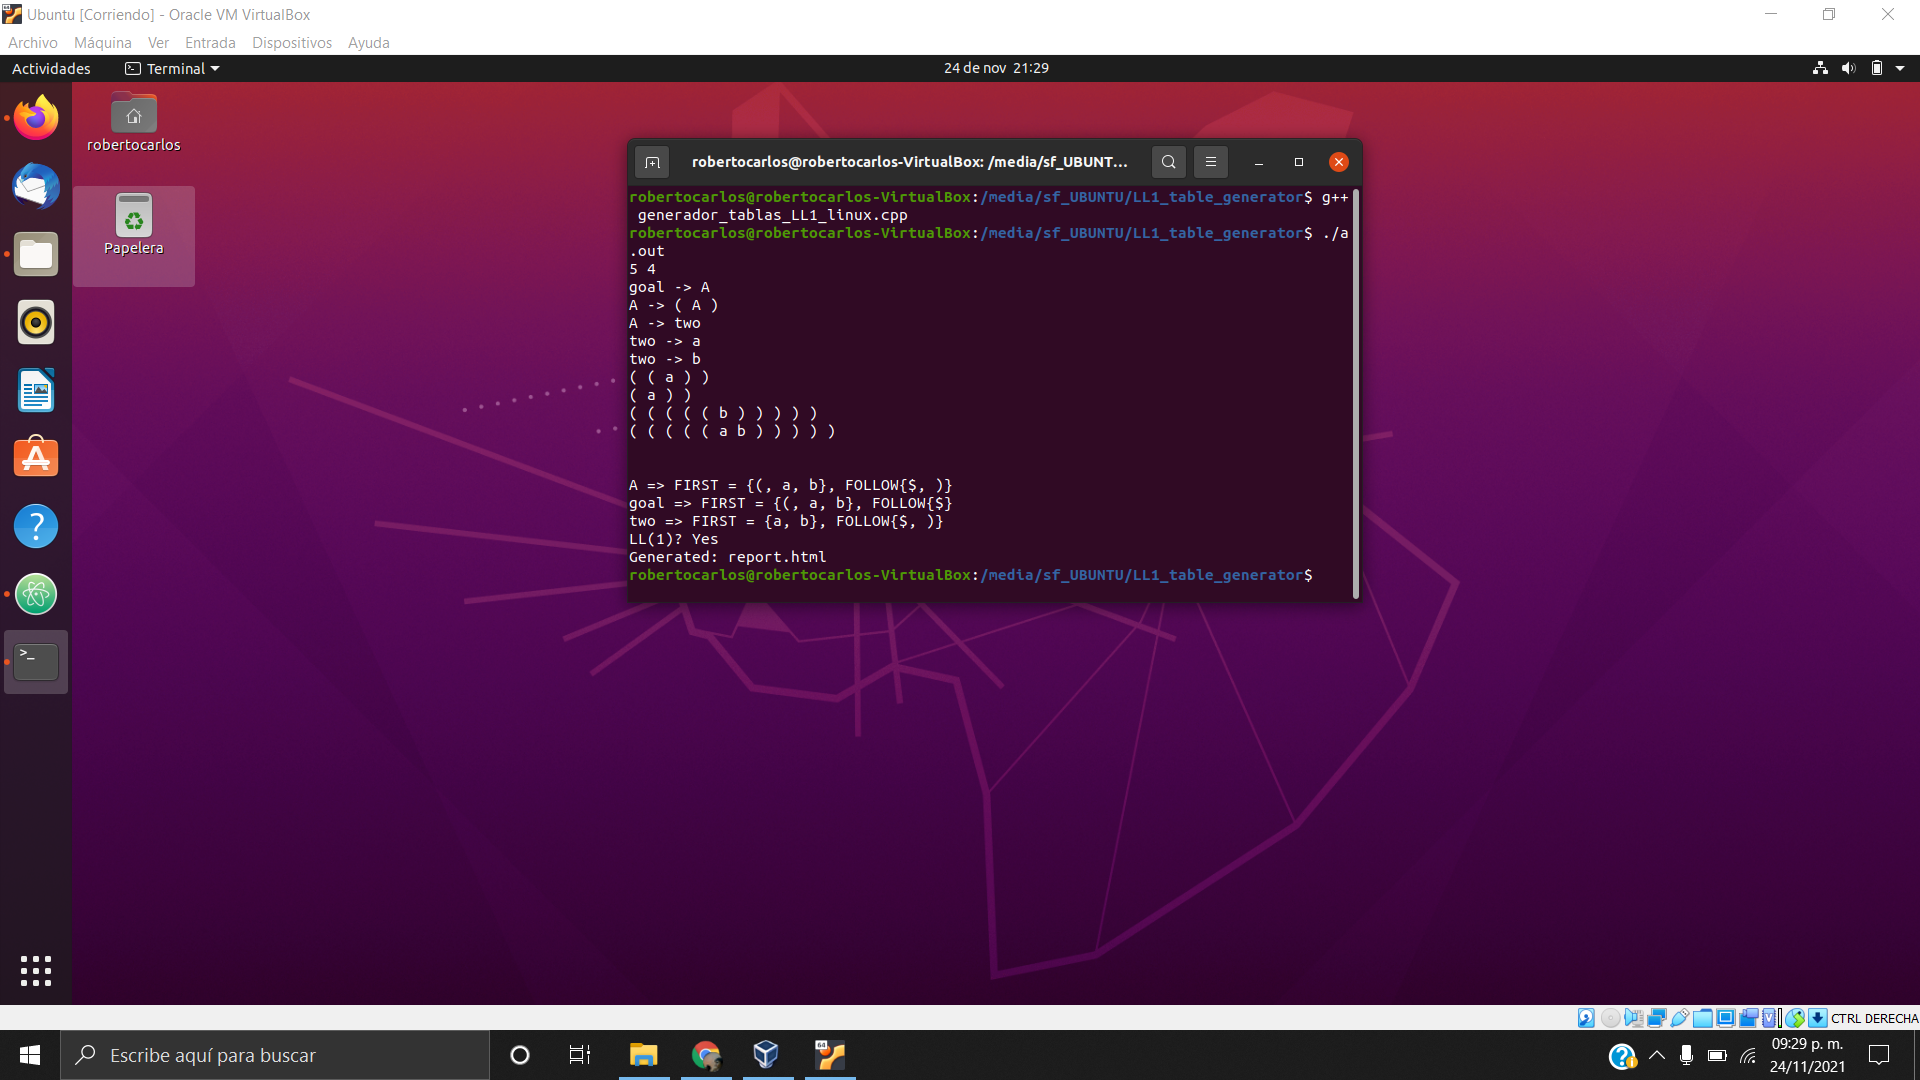 Ubuntu [Corriendo] - Oracle VM VirtualBox
Archivo Máquina Ver Entrada Dispositivos Ayuda
Actividades Terminal 24 de nov 21:29
robertocarlos
Papelera
robertocarlos@robertocarlos-VirtualBox: /media/sf_UBUNT...
robertocarlos@robertocarlos-VirtualBox:/media/sf_UBUNTU/LL1_table_generator$ g++
generador_tablas_LL1_linux.cpp
robertocarlos@robertocarlos-VirtualBox:/media/sf_UBUNTU/LL1_table_generator$ ./a
.out
5 4
goal -> A
A -> ( A )
A -> two
two -> a
two -> b
( ( a ) )
( a ) )
( ( ( ( ( b ) ) ) ) )
( ( ( ( ( a b ) ) ) ) )
A => FIRST = {(, a, b}, FOLLOW{$, )}
goal => FIRST = {(, a, b}, FOLLOW{$}
two => FIRST = {a, b}, FOLLOW{$, )}
LL(1)? Yes
Generated: report.html
robertocarlos@robertocarlos-VirtualBox:/media/sf_UBUNTU/LL1_table_generator$
CTRL DERECHA
Escribe aquí para buscar
09:29 p. m.
24/11/2021